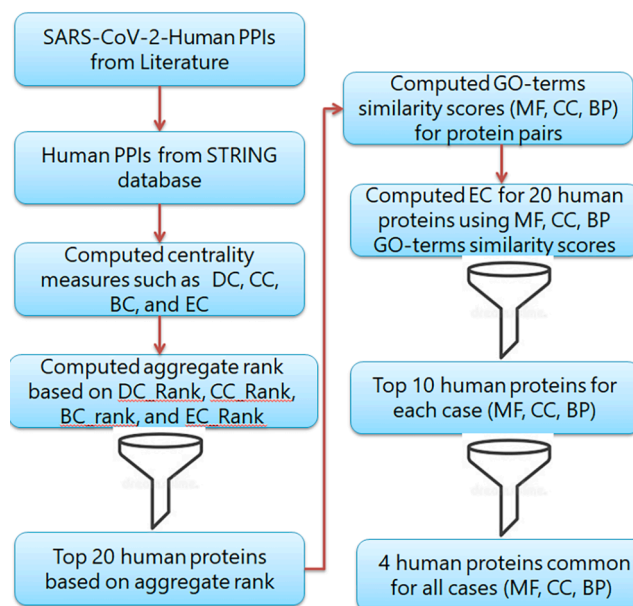 SARS-CoV-2-Human PPIs
from Literature
Human PPIs from STRING
database
Computed centrality
measures such as DC, CC,
BC, and EC
Computed aggregate rank
based on DC_Rank, CC_Rank,
BC_rank, and EC_Rank
Top 20 human proteins
based on aggregate rank
Computed GO-terms
similarity scores (MF, CC, BP)
for protein pairs
Computed EC for 20 human
proteins using MF, CC, BP
GO-terms similarity scores
Top 10 human proteins for
each case (MF, CC, BP)
4 human proteins common
for all cases (MF, CC, BP)